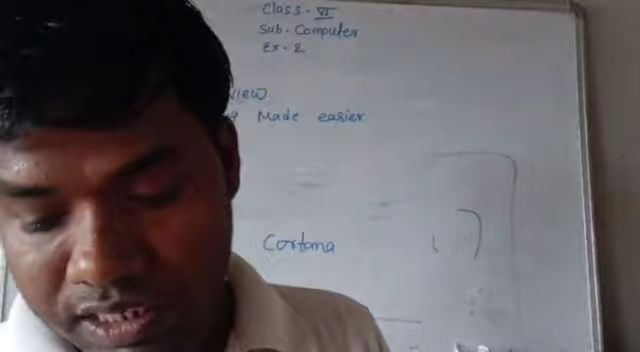 Class - VI
Sub - Computer
Ex - 2
VIEW
Made easier
Cortana